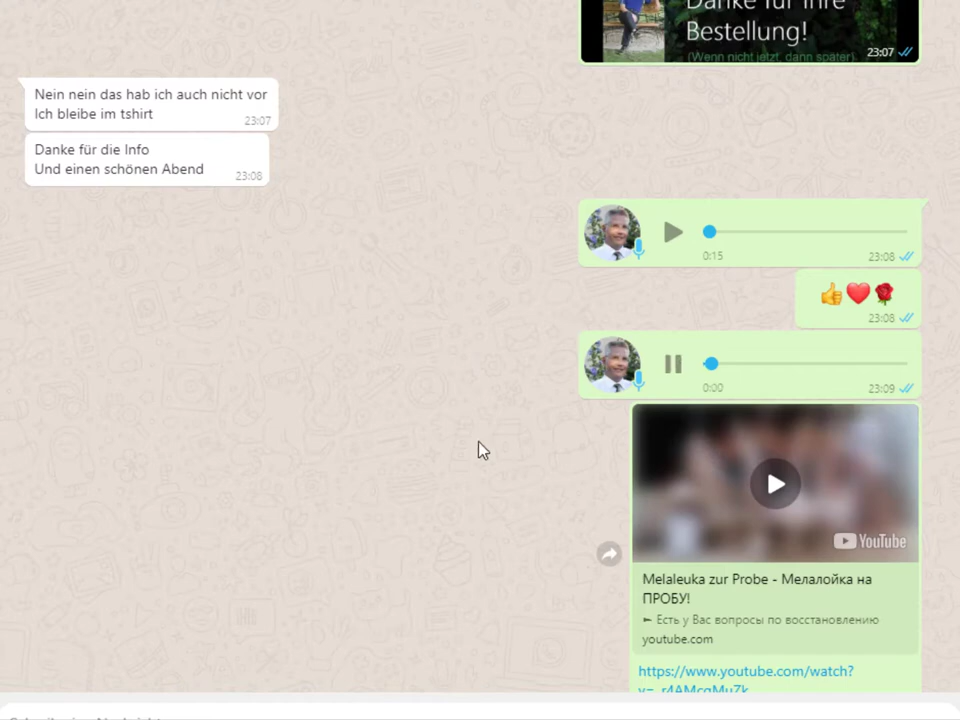 Danke für Ihre
Bestellung!
(Wenn nicht jetzt, dann später)
23:07
Nein nein das hab ich auch nicht vor
Ich bleibe im tshirt
23:07
Danke für die Info
Und einen schönen Abend
23:08
0:15
23:08
👍❤️🌹
23:08
0:00
23:09
YouTube
Melaleuka zur Probe - Мелалойка на
ПРОБУ!
► Есть у Вас вопросы по восстановлению
youtube.com
https://www.youtube.com/watch?
v=_r4AMcqMuZk